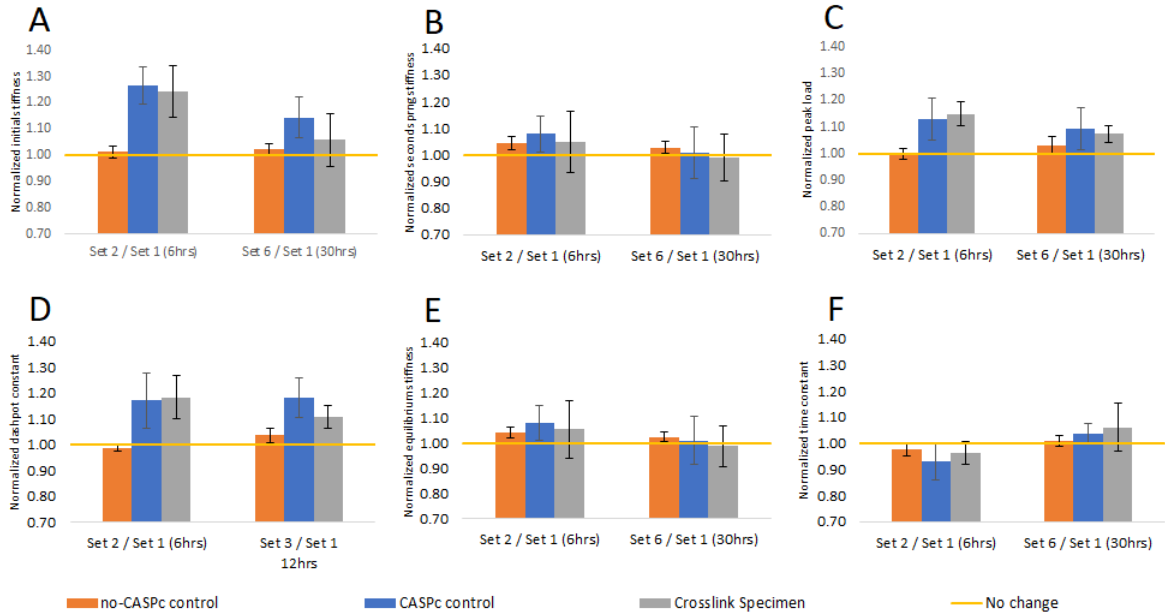 A
Normalized initial stiffness
1.40
1.30
1.20
1.10
1.00
0.90
0.80
0.70
Set 2 / Set 1 (6hrs)
Set 6 / Set 1 (30hrs)
B
Normalized seconds prng stiffness
1.40
1.30
1.20
1.10
1.00
0.90
0.80
0.70
Set 2 / Set 1 (6hrs)
Set 6 / Set 1 (30hrs)
C
Normalized peak load
1.40
1.30
1.20
1.10
1.00
0.90
0.80
0.70
Set 2 / Set 1 (6hrs)
Set 6 / Set 1 (30hrs)
D
Normalized dashpot constant
1.40
1.30
1.20
1.10
1.00
0.90
0.80
0.70
Set 2 / Set 1 (6hrs)
Set 3 / Set 1
12hrs
E
Normalized equilibrium stiffness
1.40
1.30
1.20
1.10
1.00
0.90
0.80
0.70
Set 2 / Set 1 (6hrs)
Set 6 / Set 1 (30hrs)
F
Normalized time constant
1.40
1.30
1.20
1.10
1.00
0.90
0.80
0.70
Set 2 / Set 1 (6hrs)
Set 6 / Set 1 (30hrs)
no-CASPc control
CASPc control
Crosslink Specimen
No change